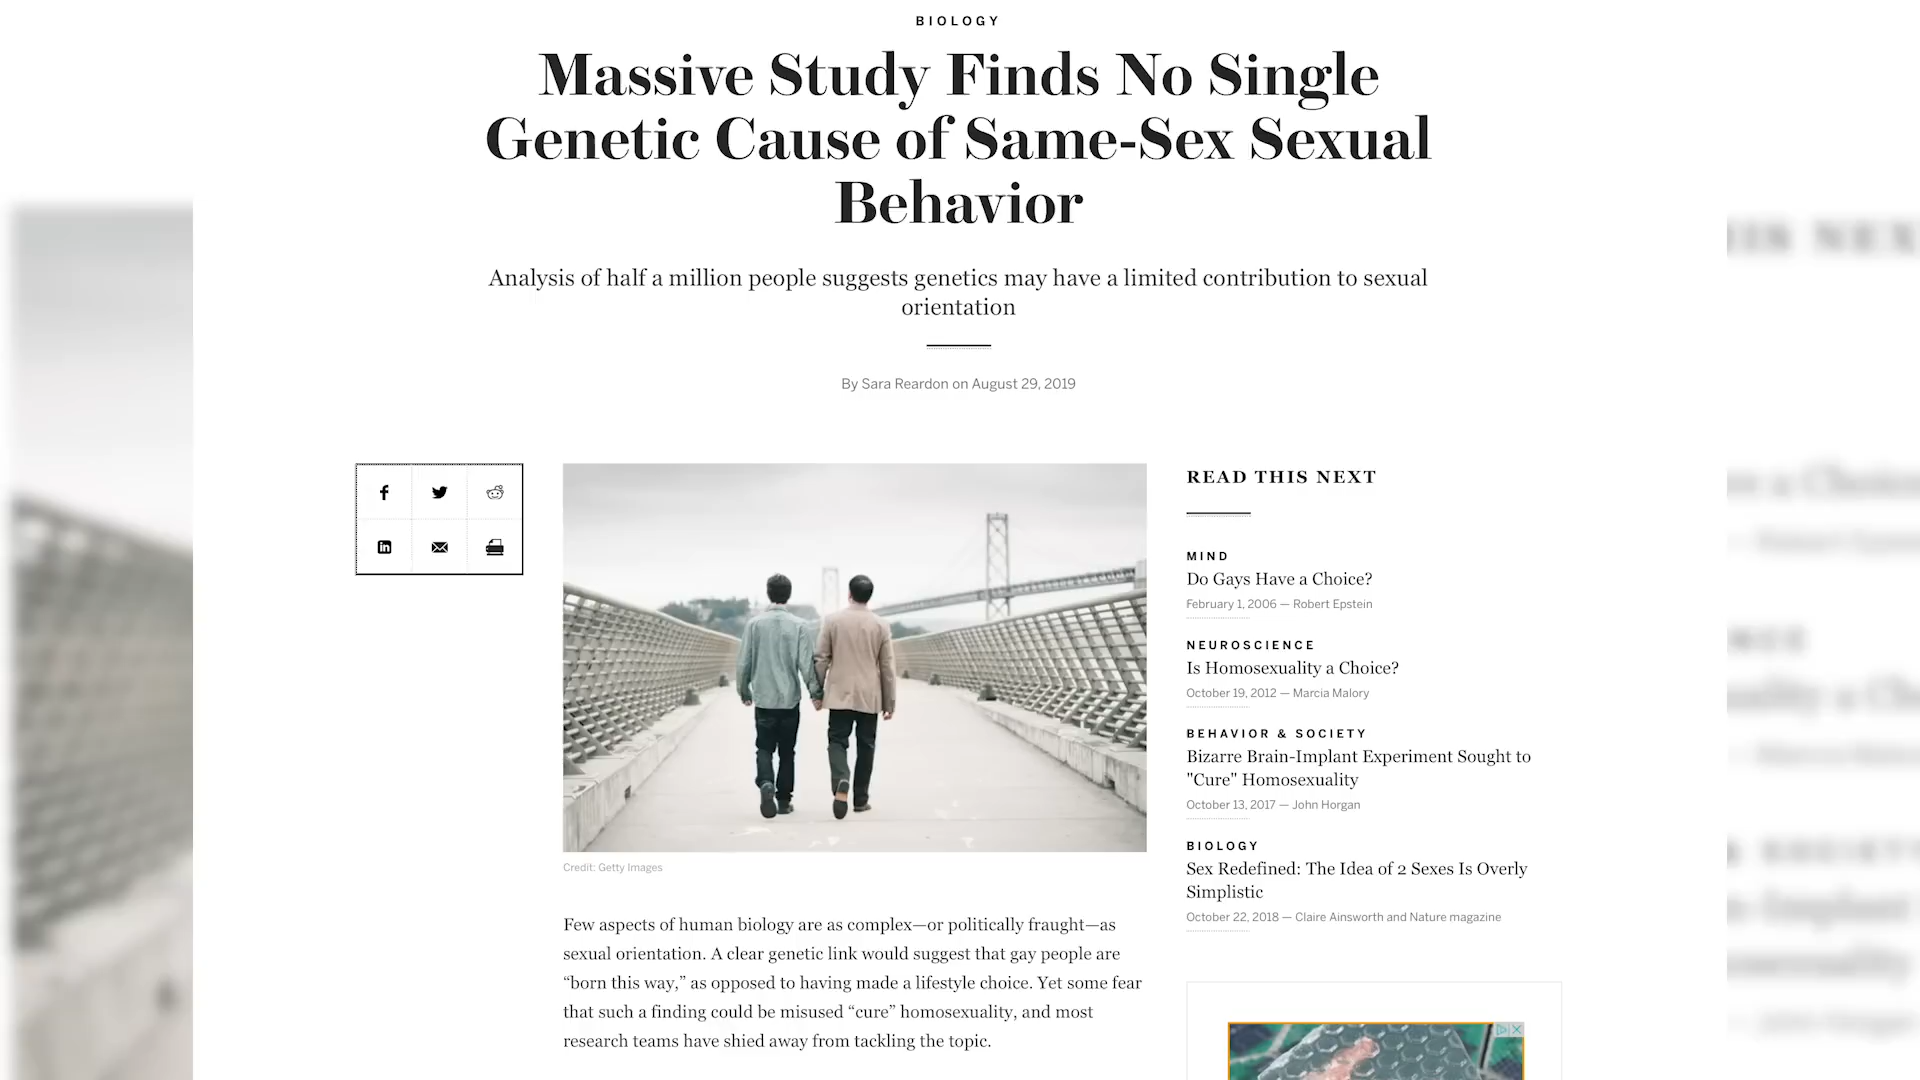 BIOLOGY
Massive Study Finds No Single
Genetic Cause of Same-Sex Sexual
Behavior
Analysis of half a million people suggests genetics may have a limited contribution to sexual
orientation
By Sara Reardon on August 29, 2019
Credit: Getty Images
Few aspects of human biology are as complex—or politically fraught—as
sexual orientation. A clear genetic link would suggest that gay people are
“born this way,” as opposed to having made a lifestyle choice. Yet some fear
that such a finding could be misused “cure” homosexuality, and most
research teams have shied away from tackling the topic.
READ THIS NEXT
MIND
Do Gays Have a Choice?
February 1, 2006 — Robert Epstein
NEUROSCIENCE
Is Homosexuality a Choice?
October 19, 2012 — Marcia Malory
BEHAVIOR & SOCIETY
Bizarre Brain-Implant Experiment Sought to
"Cure" Homosexuality
October 13, 2017 — John Horgan
BIOLOGY
Sex Redefined: The Idea of 2 Sexes Is Overly
Simplistic
October 22, 2018 — Claire Ainsworth and Nature magazine